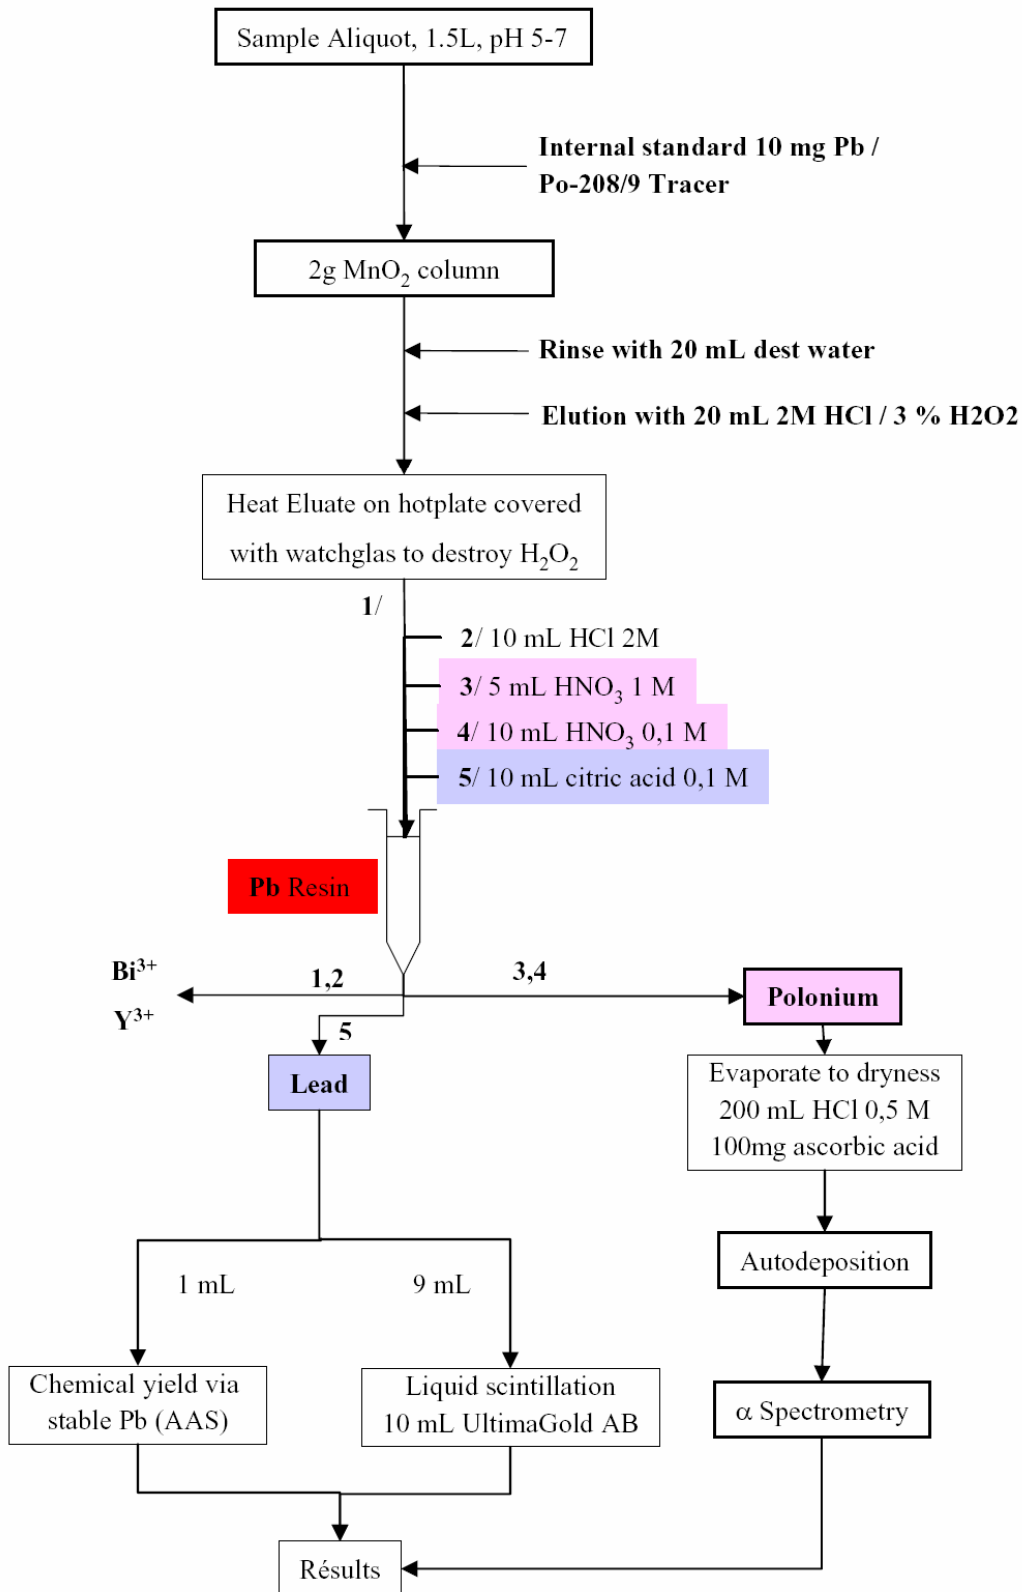 Sample Aliquot, 1.5L, pH 5-7
Internal standard 10 mg Pb /
Po-208/9 Tracer
2g MnO₂ column
Rinse with 20 mL dest water
Elution with 20 mL 2M HCl / 3 % H2O2
Heat Eluate on hotplate covered
with watchglas to destroy H₂O₂
1/
2/ 10 mL HCl 2M
3/ 5 mL HNO₃ 1 M
4/ 10 mL HNO₃ 0,1 M
5/ 10 mL citric acid 0,1 M
Pb Resin
Bi³⁺
Y³⁺
1,2
3,4
5
Polonium
Lead
Evaporate to dryness
200 mL HCl 0,5 M
100mg ascorbic acid
Autodeposition
1 mL
9 mL
Chemical yield via
stable Pb (AAS)
Liquid scintillation
10 mL UltimaGold AB
α Spectrometry
Résults